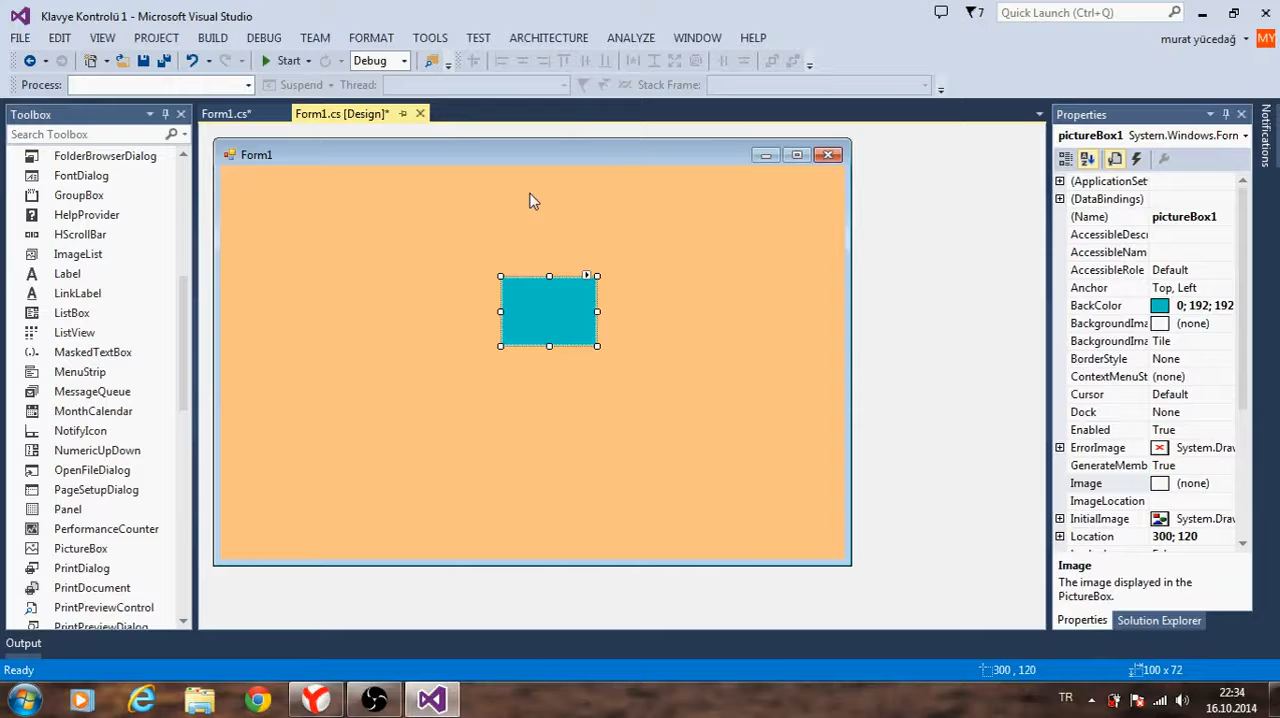 Klavye Kontrolü 1 - Microsoft Visual Studio
7
Quick Launch (Ctrl+Q)
FILE EDIT VIEW PROJECT BUILD DEBUG TEAM FORMAT TOOLS TEST ARCHITECTURE ANALYZE WINDOW HELP
murat yücedağ MY
Start Debug
Process: Suspend Thread: Stack Frame:
Toolbox
Search Toolbox
FolderBrowserDialog
FontDialog
GroupBox
HelpProvider
HScrollBar
ImageList
Label
LinkLabel
ListBox
ListView
MaskedTextBox
MenuStrip
MessageQueue
MonthCalendar
NotifyIcon
NumericUpDown
OpenFileDialog
PageSetupDialog
Panel
PerformanceCounter
PictureBox
PrintDialog
PrintDocument
PrintPreviewControl
PrintPreviewDialog
Form1.cs* Form1.cs [Design]*
Form1
Properties
pictureBox1 System.Windows.Forn
(ApplicationSet
(DataBindings)
(Name) pictureBox1
AccessibleDescr
AccessibleNam
AccessibleRole Default
Anchor Top, Left
BackColor 0; 192; 192
BackgroundIma (none)
BackgroundIma Tile
BorderStyle None
ContextMenuSt (none)
Cursor Default
Dock None
Enabled True
ErrorImage System.Drav
GenerateMemb True
Image (none)
ImageLocation
InitialImage System.Drav
Location 300; 120
Image
The image displayed in the
PictureBox.
Properties Solution Explorer
Notifications
Output
Ready 300 , 120 100 x 72
TR
22:34
16.10.2014